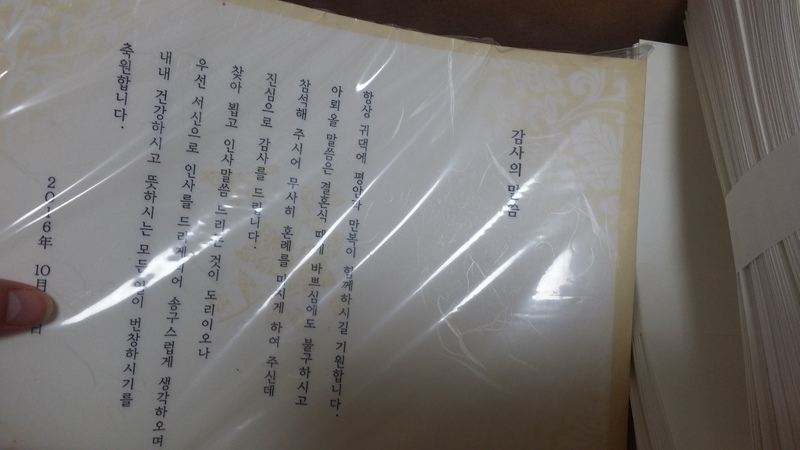 감사의 말씀
항상 귀댁에 평안과 만복이 함께하시길 기원합니다.
아뢰올 말씀은 결혼식 때에 바쁘심에도 불구하시고
참석해 주시어 무사히 혼례를 마치게 하여 주신데
진심으로 감사를 드린니다.
찾아 뵙고 인사말씀 드리는 것이 도리이오나
우선 서신으로 인사를 드리게되어 송구스럽게 생각하오며
내내 건강하시고 뜻하시는 모든 일이 번창하시기를
축원합니다.
2016年 10月 日